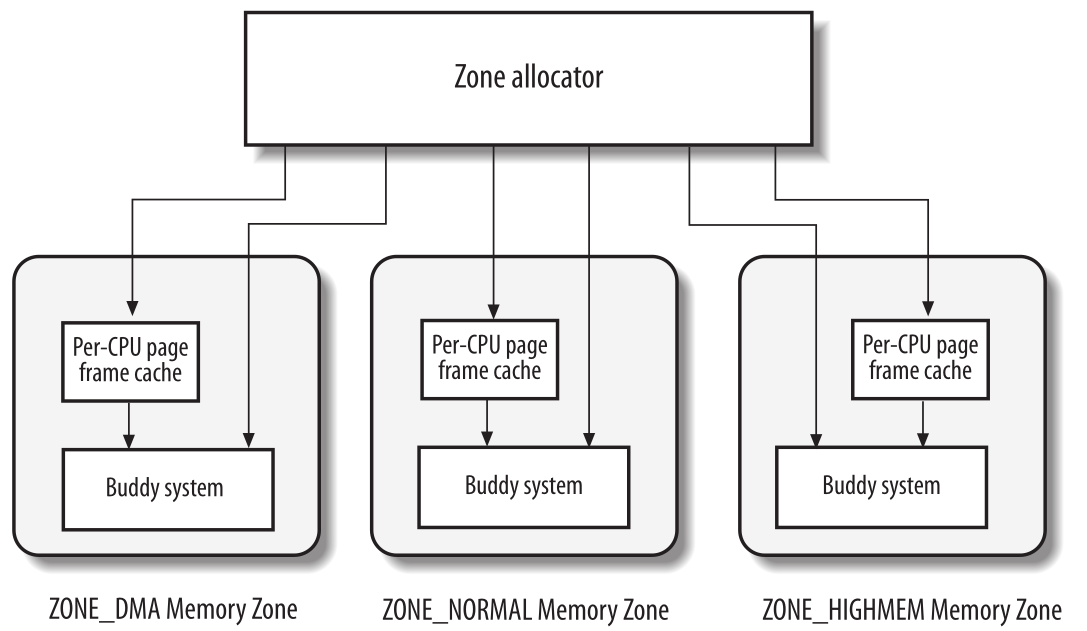 Zone allocator
Per-CPU page
frame cache
Buddy system
Per-CPU page
frame cache
Buddy system
Per-CPU page
frame cache
Buddy system
ZONE_DMA Memory Zone
ZONE_NORMAL Memory Zone
ZONE_HIGHMEM Memory Zone